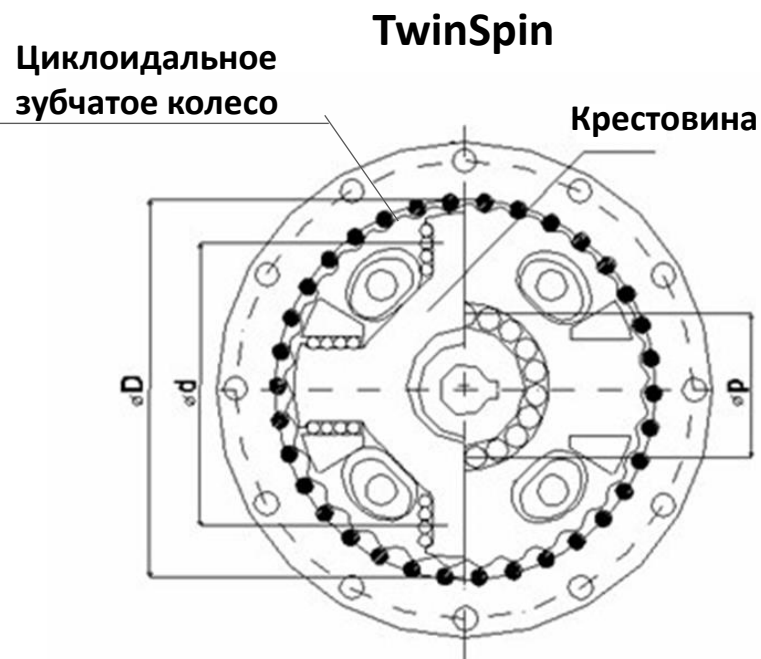 TwinSpin
Циклоидальное
зубчатое колесо
Крестовина
⌀D
⌀d
⌀p